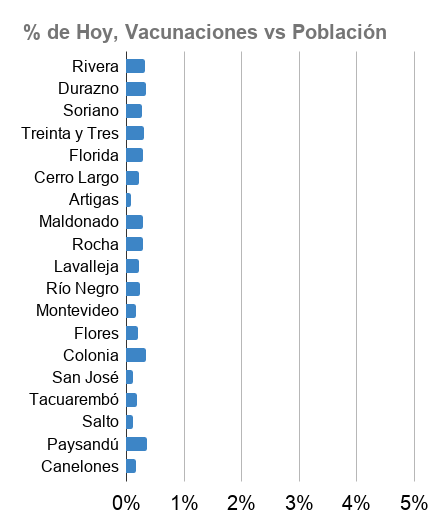 % de Hoy, Vacunaciones vs Población
Rivera
Durazno
Soriano
Treinta y Tres
Florida
Cerro Largo
Artigas
Maldonado
Rocha
Lavalleja
Río Negro
Montevideo
Flores
Colonia
San José
Tacuarembó
Salto
Paysandú
Canelones
0% 1% 2% 3% 4% 5%